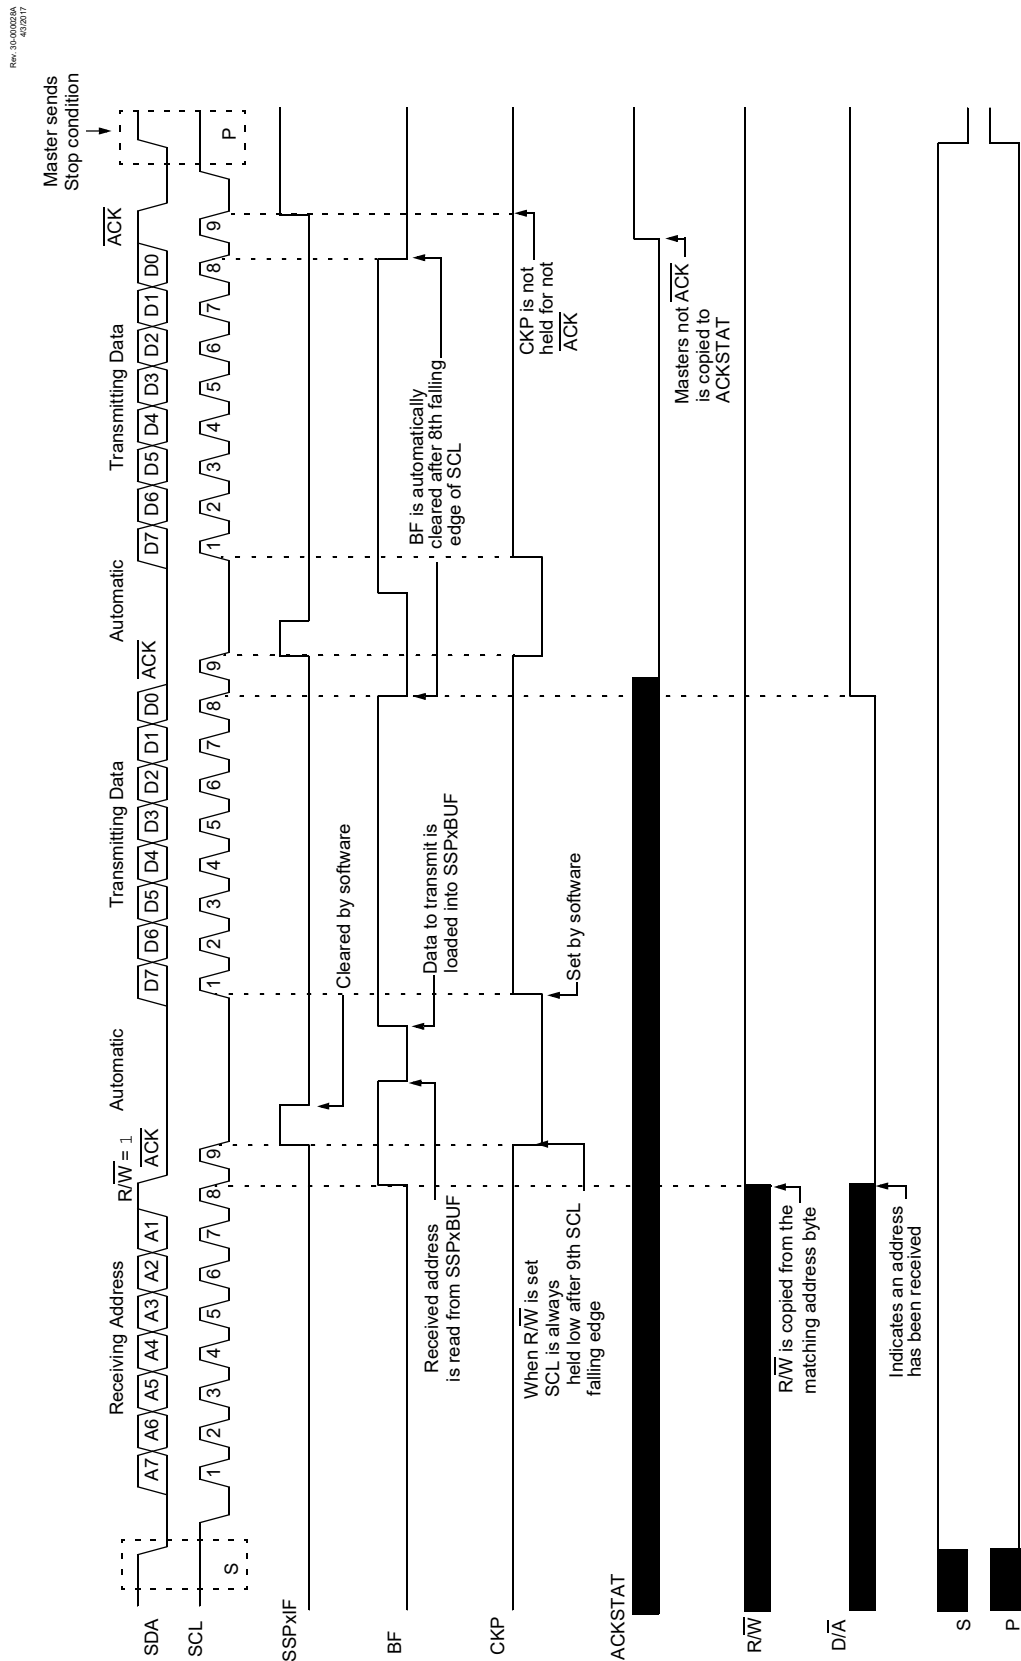 Rev. 30-000028A
4/3/2017
Master sends
Stop condition
Receiving Address
R/W = 1
ACK
Automatic
Transmitting Data
ACK
Automatic
Transmitting Data
ACK
SDA
A7 A6 A5 A4 A3 A2 A1
D7 D6 D5 D4 D3 D2 D1 D0
D7 D6 D5 D4 D3 D2 D1 D0
SCL
S
1 2 3 4 5 6 7 8 9
1 2 3 4 5 6 7 8 9
1 2 3 4 5 6 7 8 9
P
SSPxIF
Cleared by software
BF
Received address
is read from SSPxBUF
Data to transmit is
loaded into SSPxBUF
BF is automatically
cleared after 8th falling
edge of SCL
CKP
When R/W is set
SCL is always
held low after 9th SCL
falling edge
Set by software
CKP is not
held for not
ACK
ACKSTAT
Masters not ACK
is copied to
ACKSTAT
R/W
R/W is copied from the
matching address byte
D/A
Indicates an address
has been received
S
P